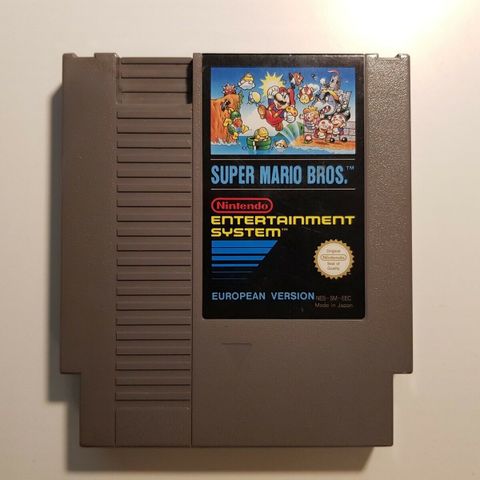 SUPER MARIO BROS.™
Nintendo
ENTERTAINMENT
SYSTEM™
Original
Nintendo
Seal of
Quality
EUROPEAN VERSION NES-SM-EEC
Made in Japan